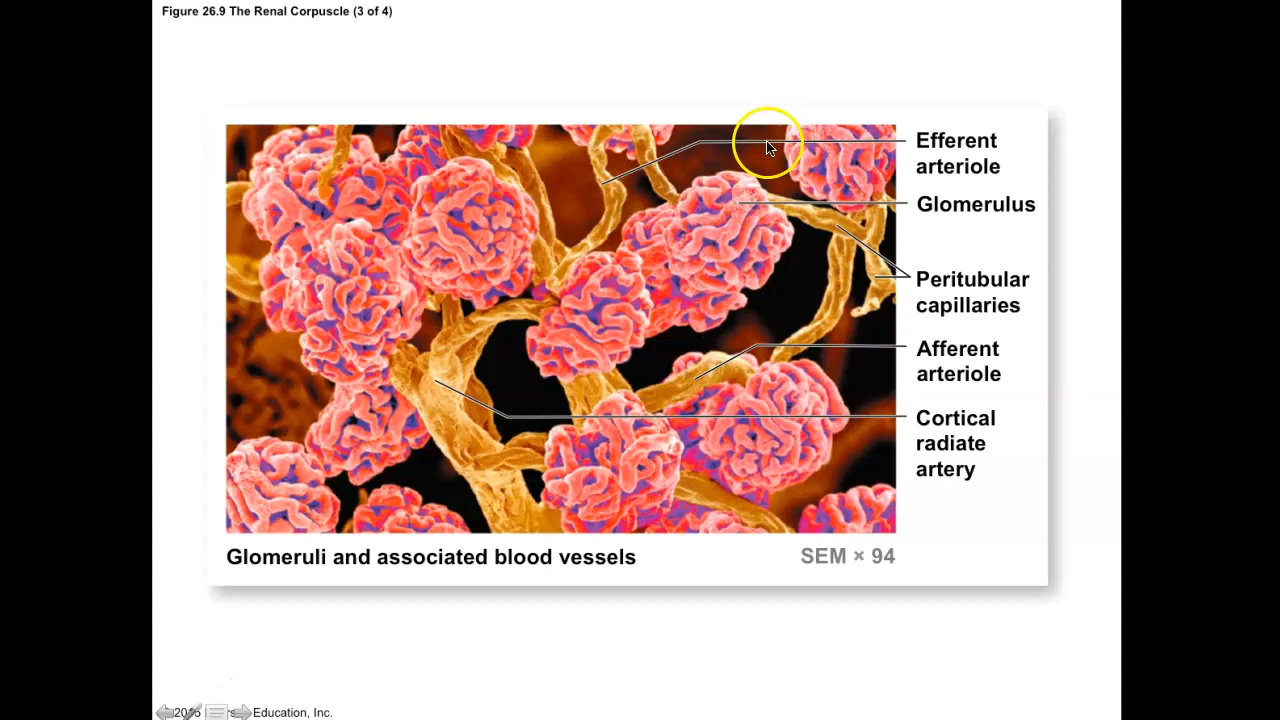 Figure 26.9 The Renal Corpuscle (3 of 4)
Efferent
arteriole
Glomerulus
Peritubular
capillaries
Afferent
arteriole
Cortical
radiate
artery
Glomeruli and associated blood vessels
SEM × 94
Education, Inc.